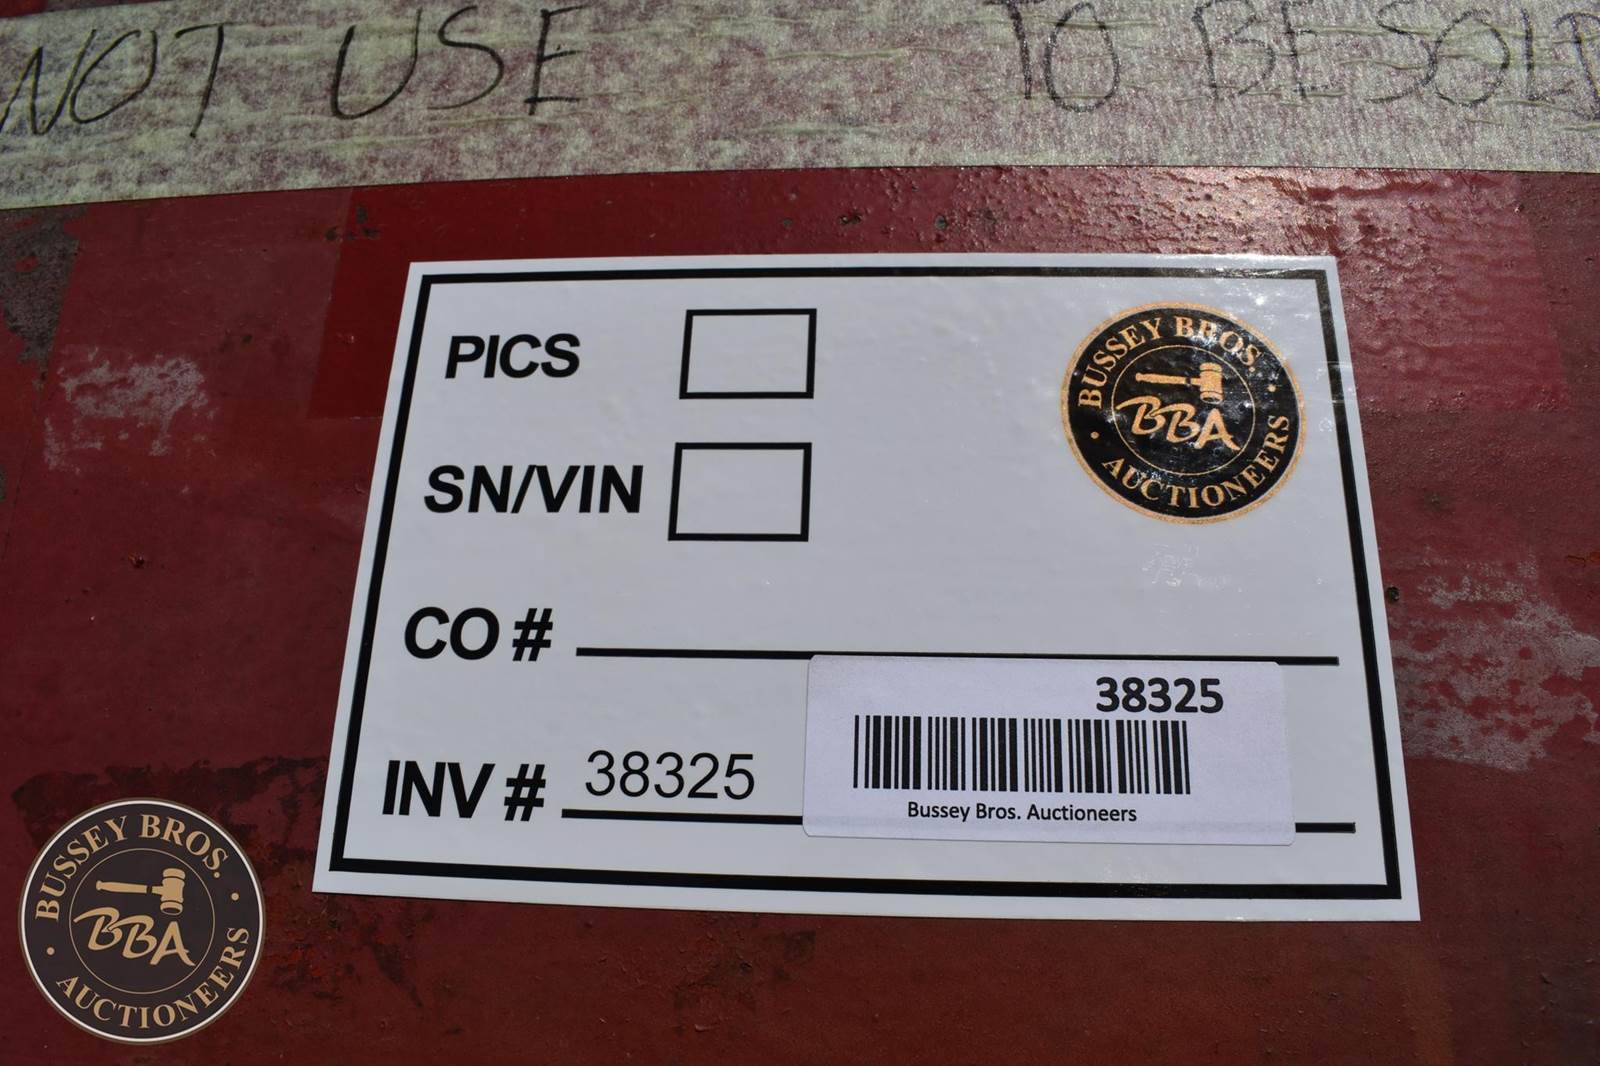 NOT USE TO BE SOLD
PICS
BUSSEY BROS.
BBA
AUCTIONEERS
SN/VIN
CO #
38325
INV # 38325
Bussey Bros. Auctioneers
BUSSEY BROS.
BBA
AUCTIONEERS